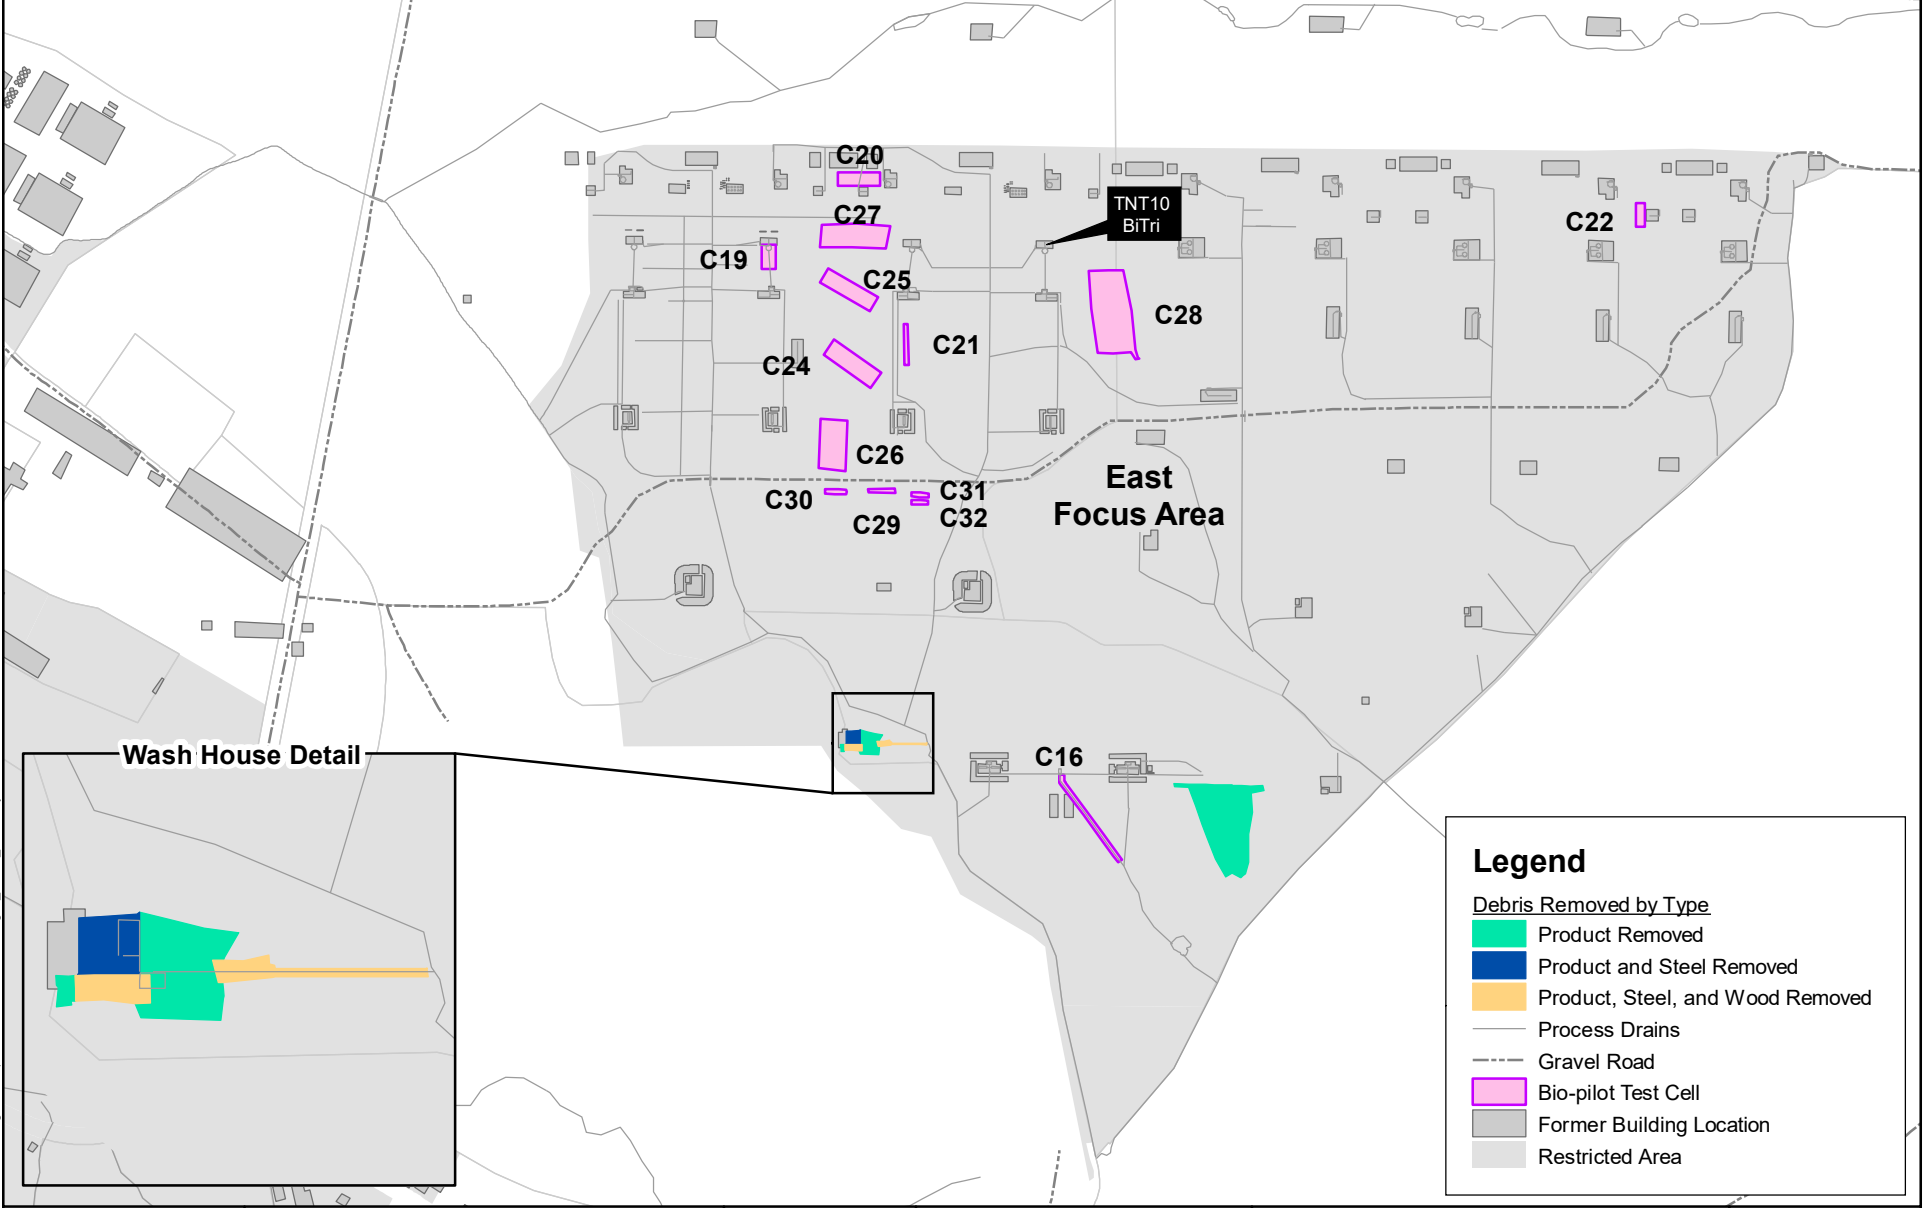 C20
TNT10
BiTri
C27
C22
C19
C25
C28
C21
C24
C26
East
Focus Area
C30
C31
C29
C32
Wash House Detail
C16
Legend
Debris Removed by Type
Product Removed
Product and Steel Removed
Product, Steel, and Wood Removed
Process Drains
Gravel Road
Bio-pilot Test Cell
Former Building Location
Restricted Area